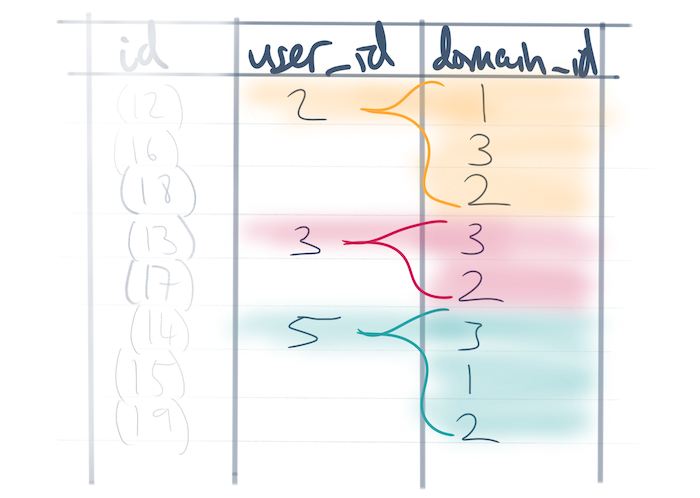 id user_id domain_id
(12) 2 1
(16) 3
(18) 2
(13) 3 3
(17) 2
(14) 5 3
(15) 1
(19) 2